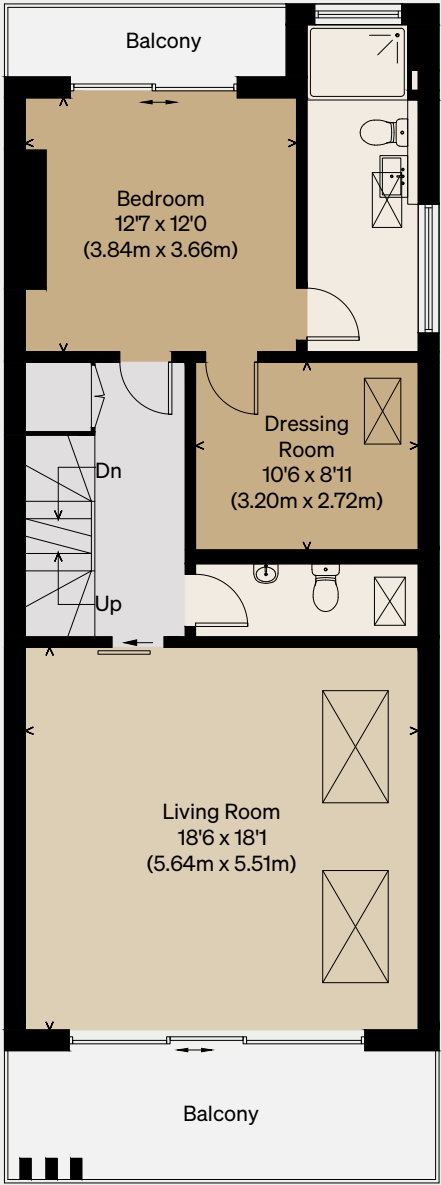 Balcony
Bedroom
12'7 x 12'0
(3.84m x 3.66m)
Dressing
Room
10'6 x 8'11
(3.20m x 2.72m)
Dn
Up
Living Room
18'6 x 18'1
(5.64m x 5.51m)
Balcony